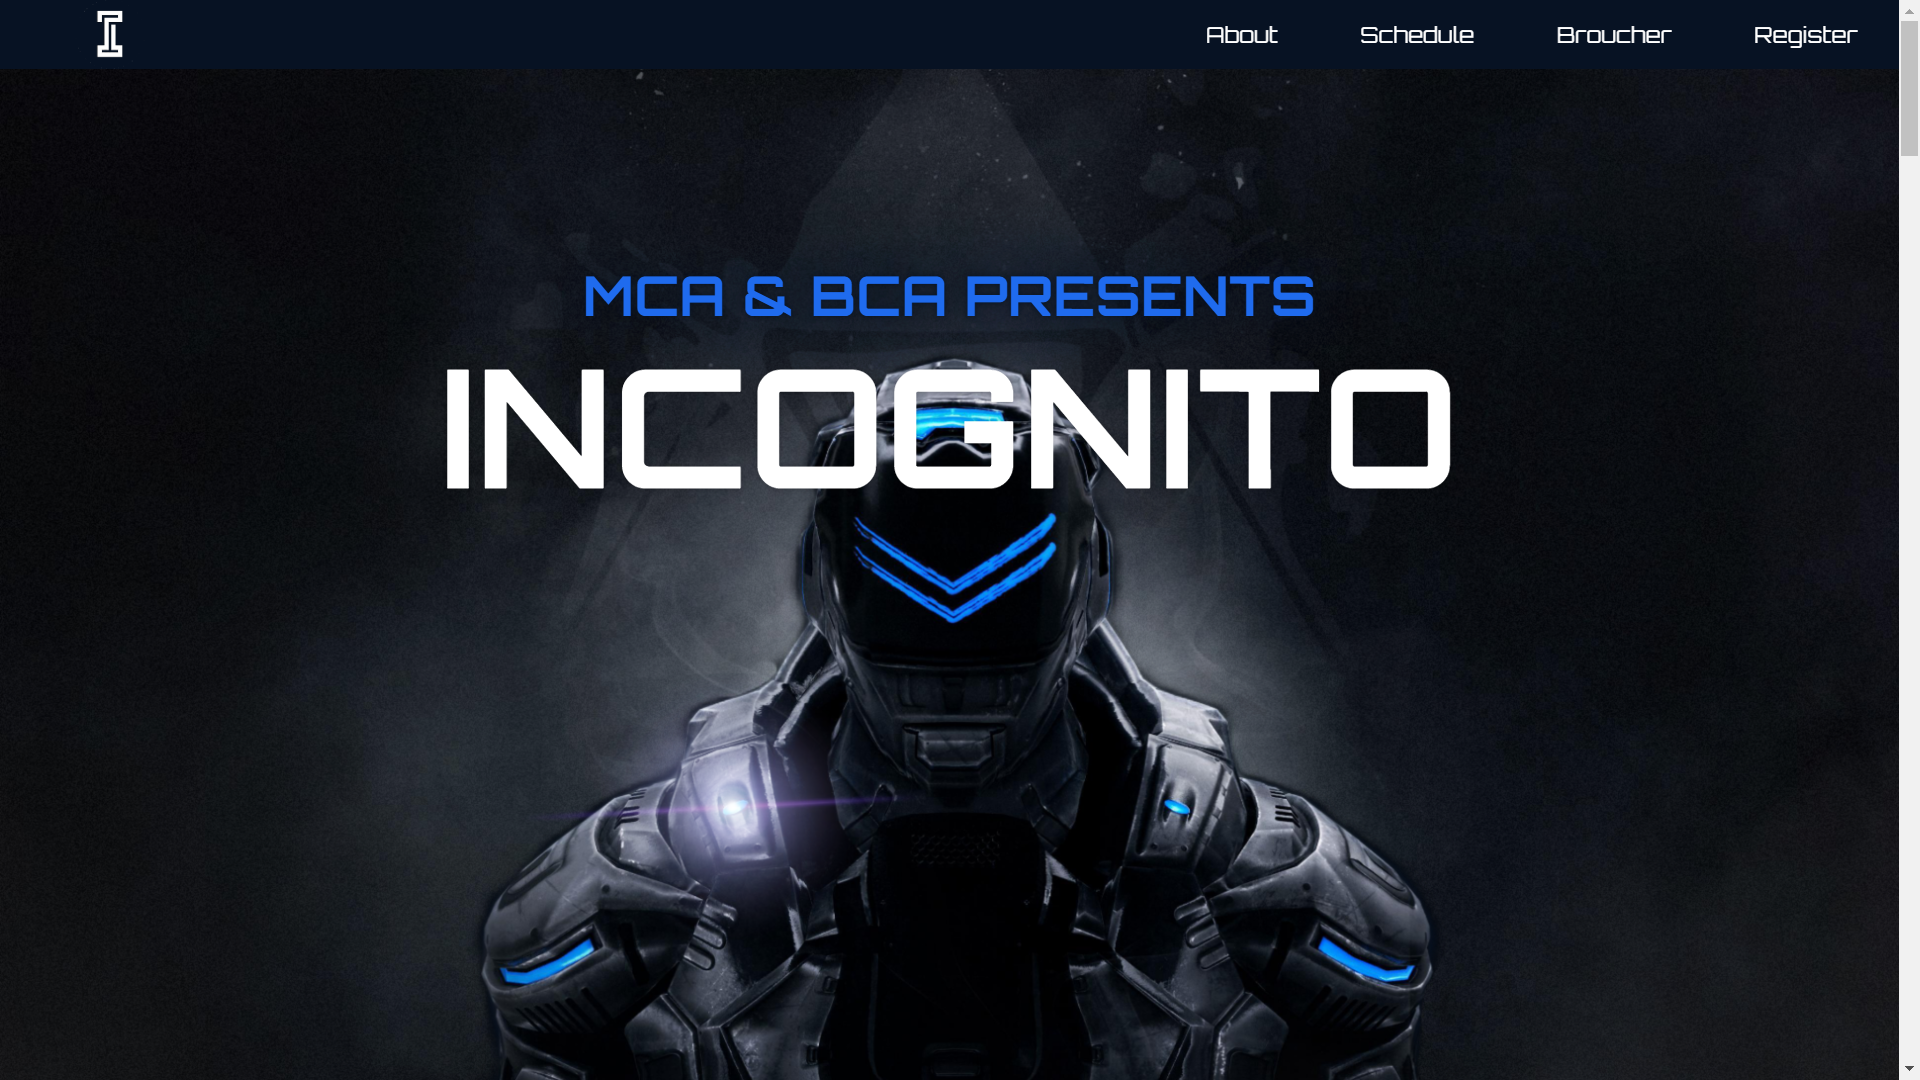 About
Schedule
Broucher
Register
MCA & BCA PRESENTS
INCOGNITO